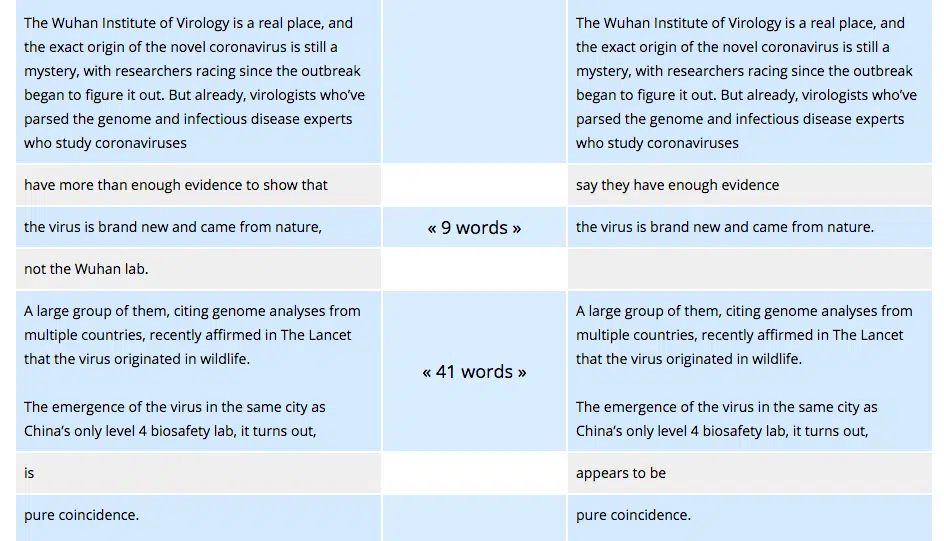 The Wuhan Institute of Virology is a real place, and
the exact origin of the novel coronavirus is still a
mystery, with researchers racing since the outbreak
began to figure it out. But already, virologists who’ve
parsed the genome and infectious disease experts
who study coronaviruses
The Wuhan Institute of Virology is a real place, and
the exact origin of the novel coronavirus is still a
mystery, with researchers racing since the outbreak
began to figure it out. But already, virologists who’ve
parsed the genome and infectious disease experts
who study coronaviruses
have more than enough evidence to show that
say they have enough evidence
the virus is brand new and came from nature,
« 9 words »
the virus is brand new and came from nature.
not the Wuhan lab.
A large group of them, citing genome analyses from
multiple countries, recently affirmed in The Lancet
that the virus originated in wildlife.
The emergence of the virus in the same city as
China’s only level 4 biosafety lab, it turns out,
« 41 words »
A large group of them, citing genome analyses from
multiple countries, recently affirmed in The Lancet
that the virus originated in wildlife.
The emergence of the virus in the same city as
China’s only level 4 biosafety lab, it turns out,
is
appears to be
pure coincidence.
pure coincidence.